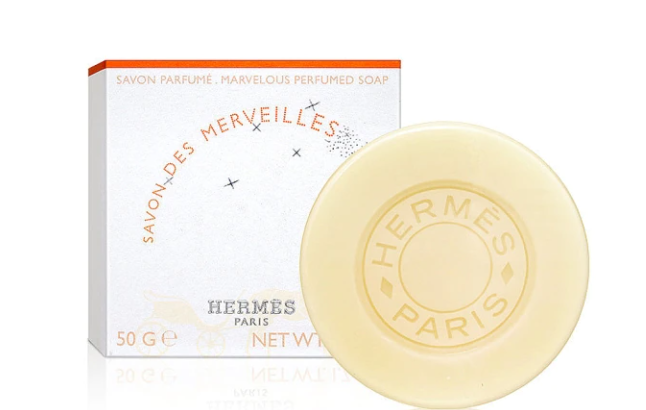 SAVON PARFUMÉ . MARVELOUS PERFUMED SOAP
SAVON DES MERVEILLES
HERMÈS
PARIS
50 G ℮
NET WT
HERMÈS
PARIS